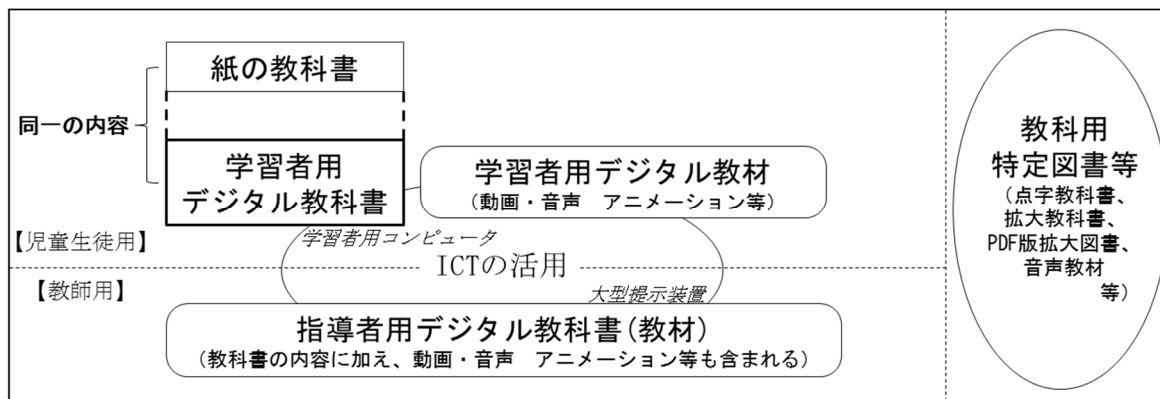 紙の教科書
同一の内容
学習者用
デジタル教科書
学習者用デジタル教材
(動画・音声　アニメーション等)
【児童生徒用】
学習者用コンピュータ
ICTの活用
【教師用】
大型提示装置
指導者用デジタル教科書(教材)
(教科書の内容に加え、動画・音声　アニメーション等も含まれる)
教科用
特定図書等
(点字教科書、
拡大教科書、
PDF版拡大図書、
音声教材
等)